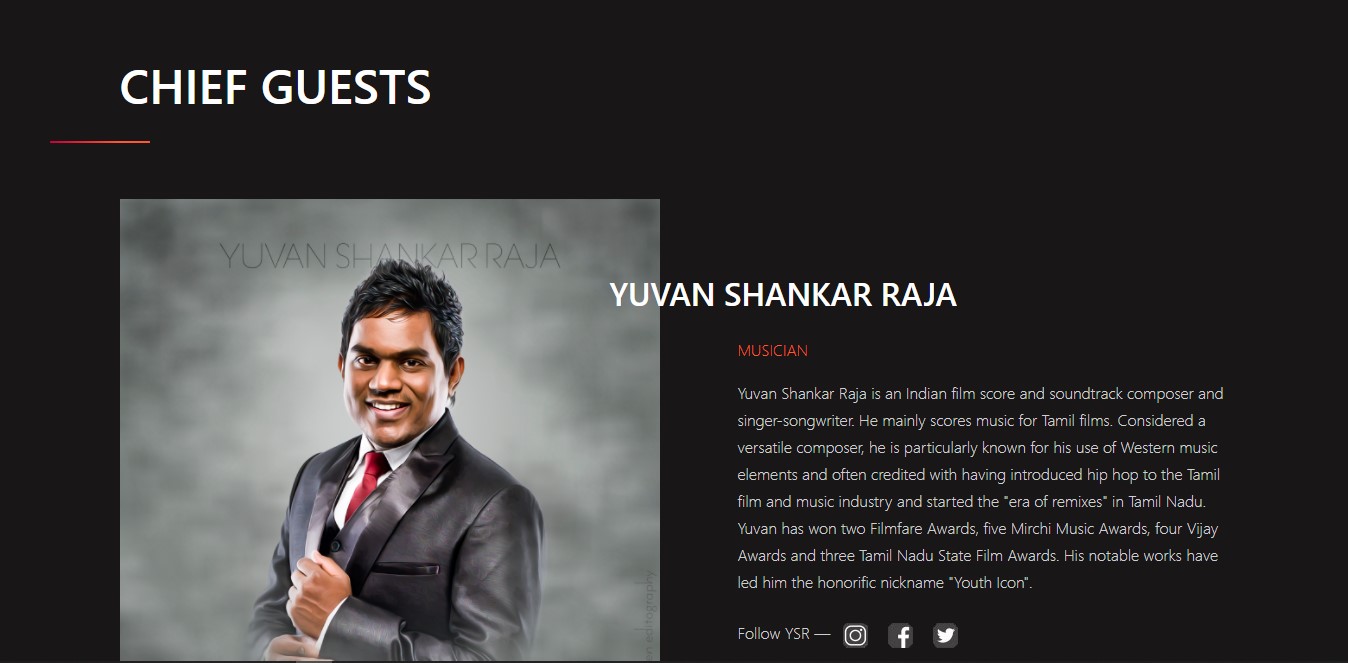 CHIEF GUESTS
YUVAN SHANKAR RAJA
YUVAN SHANKAR RAJA
MUSICIAN
Yuvan Shankar Raja is an Indian film score and soundtrack composer and
singer-songwriter. He mainly scores music for Tamil films. Considered a
versatile composer, he is particularly known for his use of Western music
elements and often credited with having introduced hip hop to the Tamil
film and music industry and started the "era of remixes" in Tamil Nadu.
Yuvan has won two Filmfare Awards, five Mirchi Music Awards, four Vijay
Awards and three Tamil Nadu State Film Awards. His notable works have
led him the honorific nickname "Youth Icon".
Follow YSR —
editography